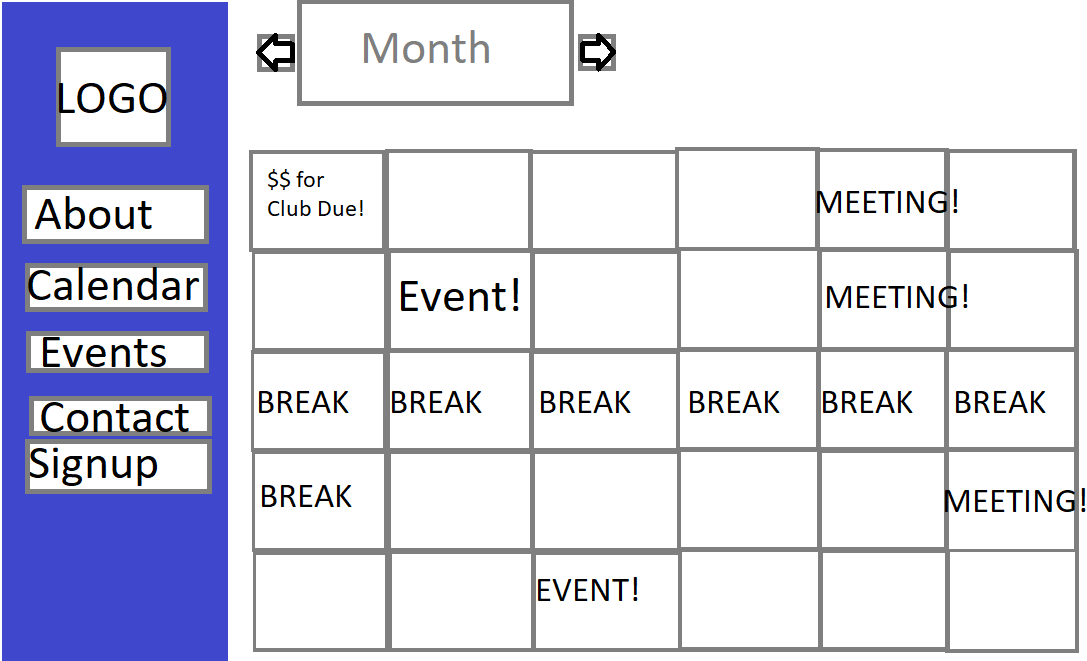 LOGO
About
Calendar
Events
Contact
Signup
Month
$$ for
Club Due!
MEETING!
Event!
MEETING!
BREAK BREAK BREAK BREAK BREAK BREAK
BREAK
MEETING!
EVENT!